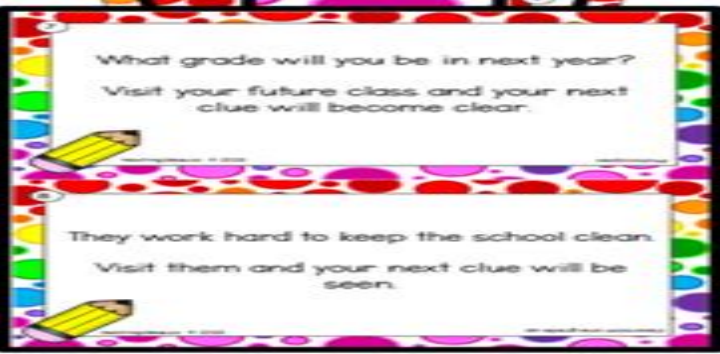 What grade will you be in next year?
Visit your future class and your next
clue will become clear.
They work hard to keep the school clean.
Visit them and your next clue will be
seen.